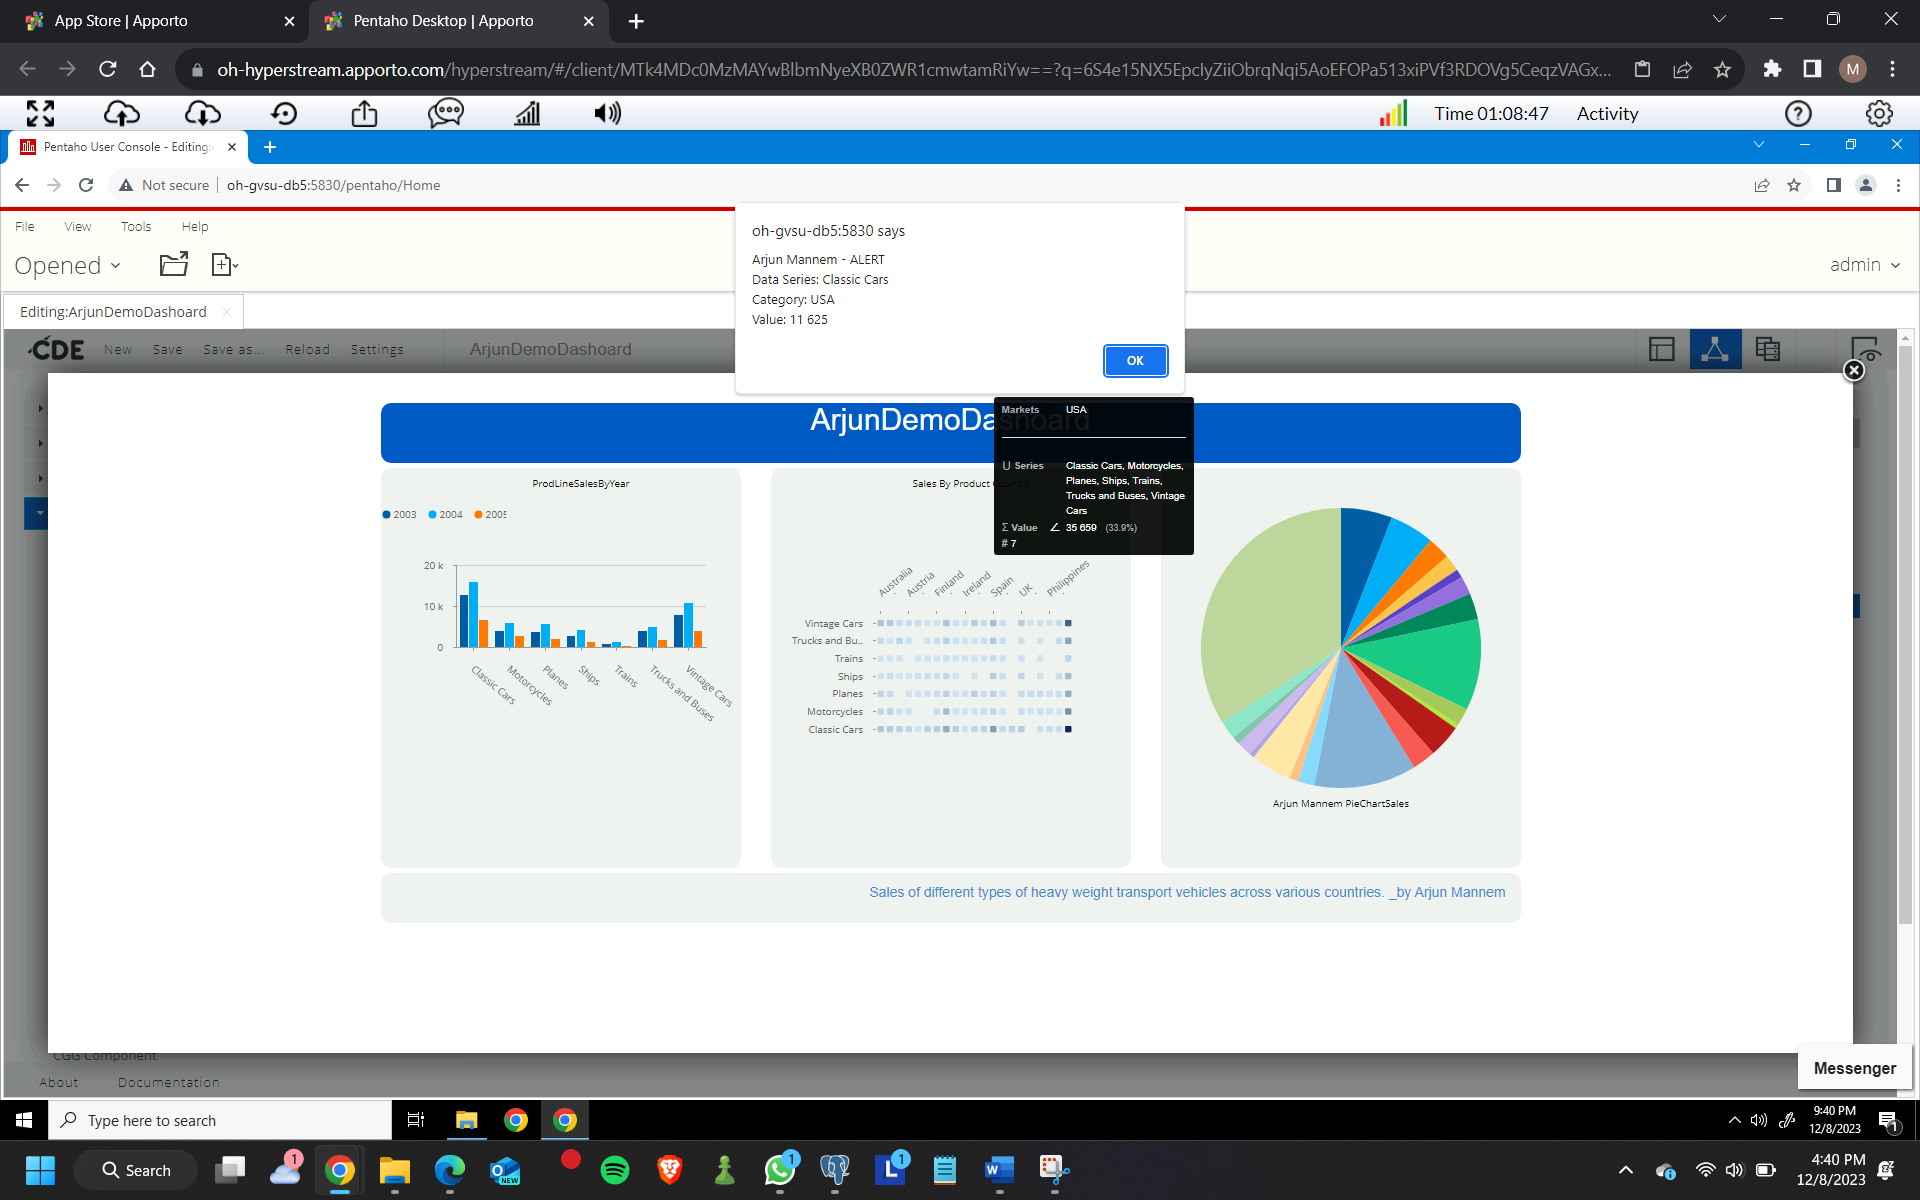 App Store | Apporto
Pentaho Desktop | Apporto
oh-hyperstream.apporto.com/hyperstream/#/client/MTk4MDc0MzMAYwBlbmNyeXB0ZWR1cmwtamRiYw==?q=6S4e15NX5EpcIyZiiObrqNqi5AoEFOPa513xiPVf3RDOVg5CeqzVAGx...
M
Time 01:08:47
Activity
Pentaho User Console - Editing:
Not secure
oh-gvsu-db5:5830/pentaho/Home
File
View
Tools
Help
Opened
admin
oh-gvsu-db5:5830 says
Arjun Mannem - ALERT
Data Series: Classic Cars
Category: USA
Value: 11 625
OK
Editing:ArjunDemoDashoard
CDE
New
Save
Save as...
Reload
Settings
ArjunDemoDashoard
ArjunDemoDashoard
Markets USA
U Series Classic Cars, Motorcycles,
Planes, Ships, Trains,
Trucks and Buses, Vintage
Cars
Σ Value ∠ 35 659 (33.9%)
# 7
ProdLineSalesByYear
2003
2004
2005
20 k
10 k
0
Classic Cars
Motorcycles
Planes
Ships
Trains
Trucks and Buses
Vintage Cars
Sales By Product Country
Australia
Austria
Finland
Ireland
Spain
UK
Philippines
Vintage Cars
Trucks and Bu..
Trains
Ships
Planes
Motorcycles
Classic Cars
Arjun Mannem PieChartSales
Sales of different types of heavy weight transport vehicles across various countries. _by Arjun Mannem
CGG Component
About
Documentation
Messenger
Type here to search
9:40 PM
12/8/2023
1
Search
1
NEW
1
L
1
W
4:40 PM
12/8/2023